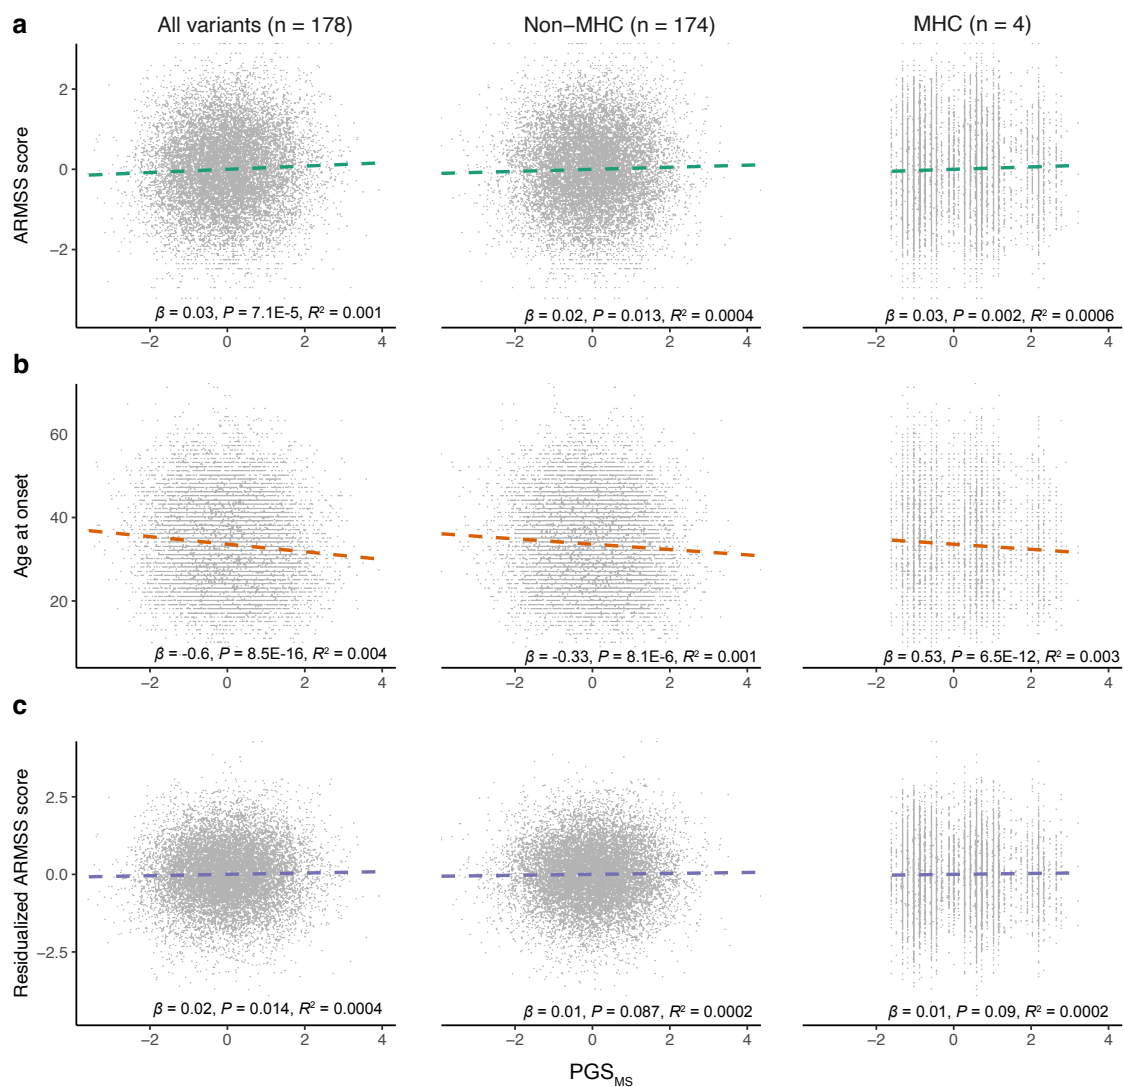 a
All variants (n = 178)
Non−MHC (n = 174)
MHC (n = 4)
ARMSS score
2
0
−2
β = 0.03, P = 7.1E-5, R² = 0.001
β = 0.02, P = 0.013, R² = 0.0004
β = 0.03, P = 0.002, R² = 0.0006
−2 0 2 4
−2 0 2 4
−2 0 2 4
b
Age at onset
60
40
20
β = -0.6, P = 8.5E-16, R² = 0.004
β = -0.33, P = 8.1E-6, R² = 0.001
β = 0.53, P = 6.5E-12, R² = 0.003
−2 0 2 4
−2 0 2 4
−2 0 2 4
c
Residualized ARMSS score
2.5
0.0
−2.5
β = 0.02, P = 0.014, R² = 0.0004
β = 0.01, P = 0.087, R² = 0.0002
β = 0.01, P = 0.09, R² = 0.0002
−2 0 2 4
−2 0 2 4
−2 0 2 4
PGS_MS